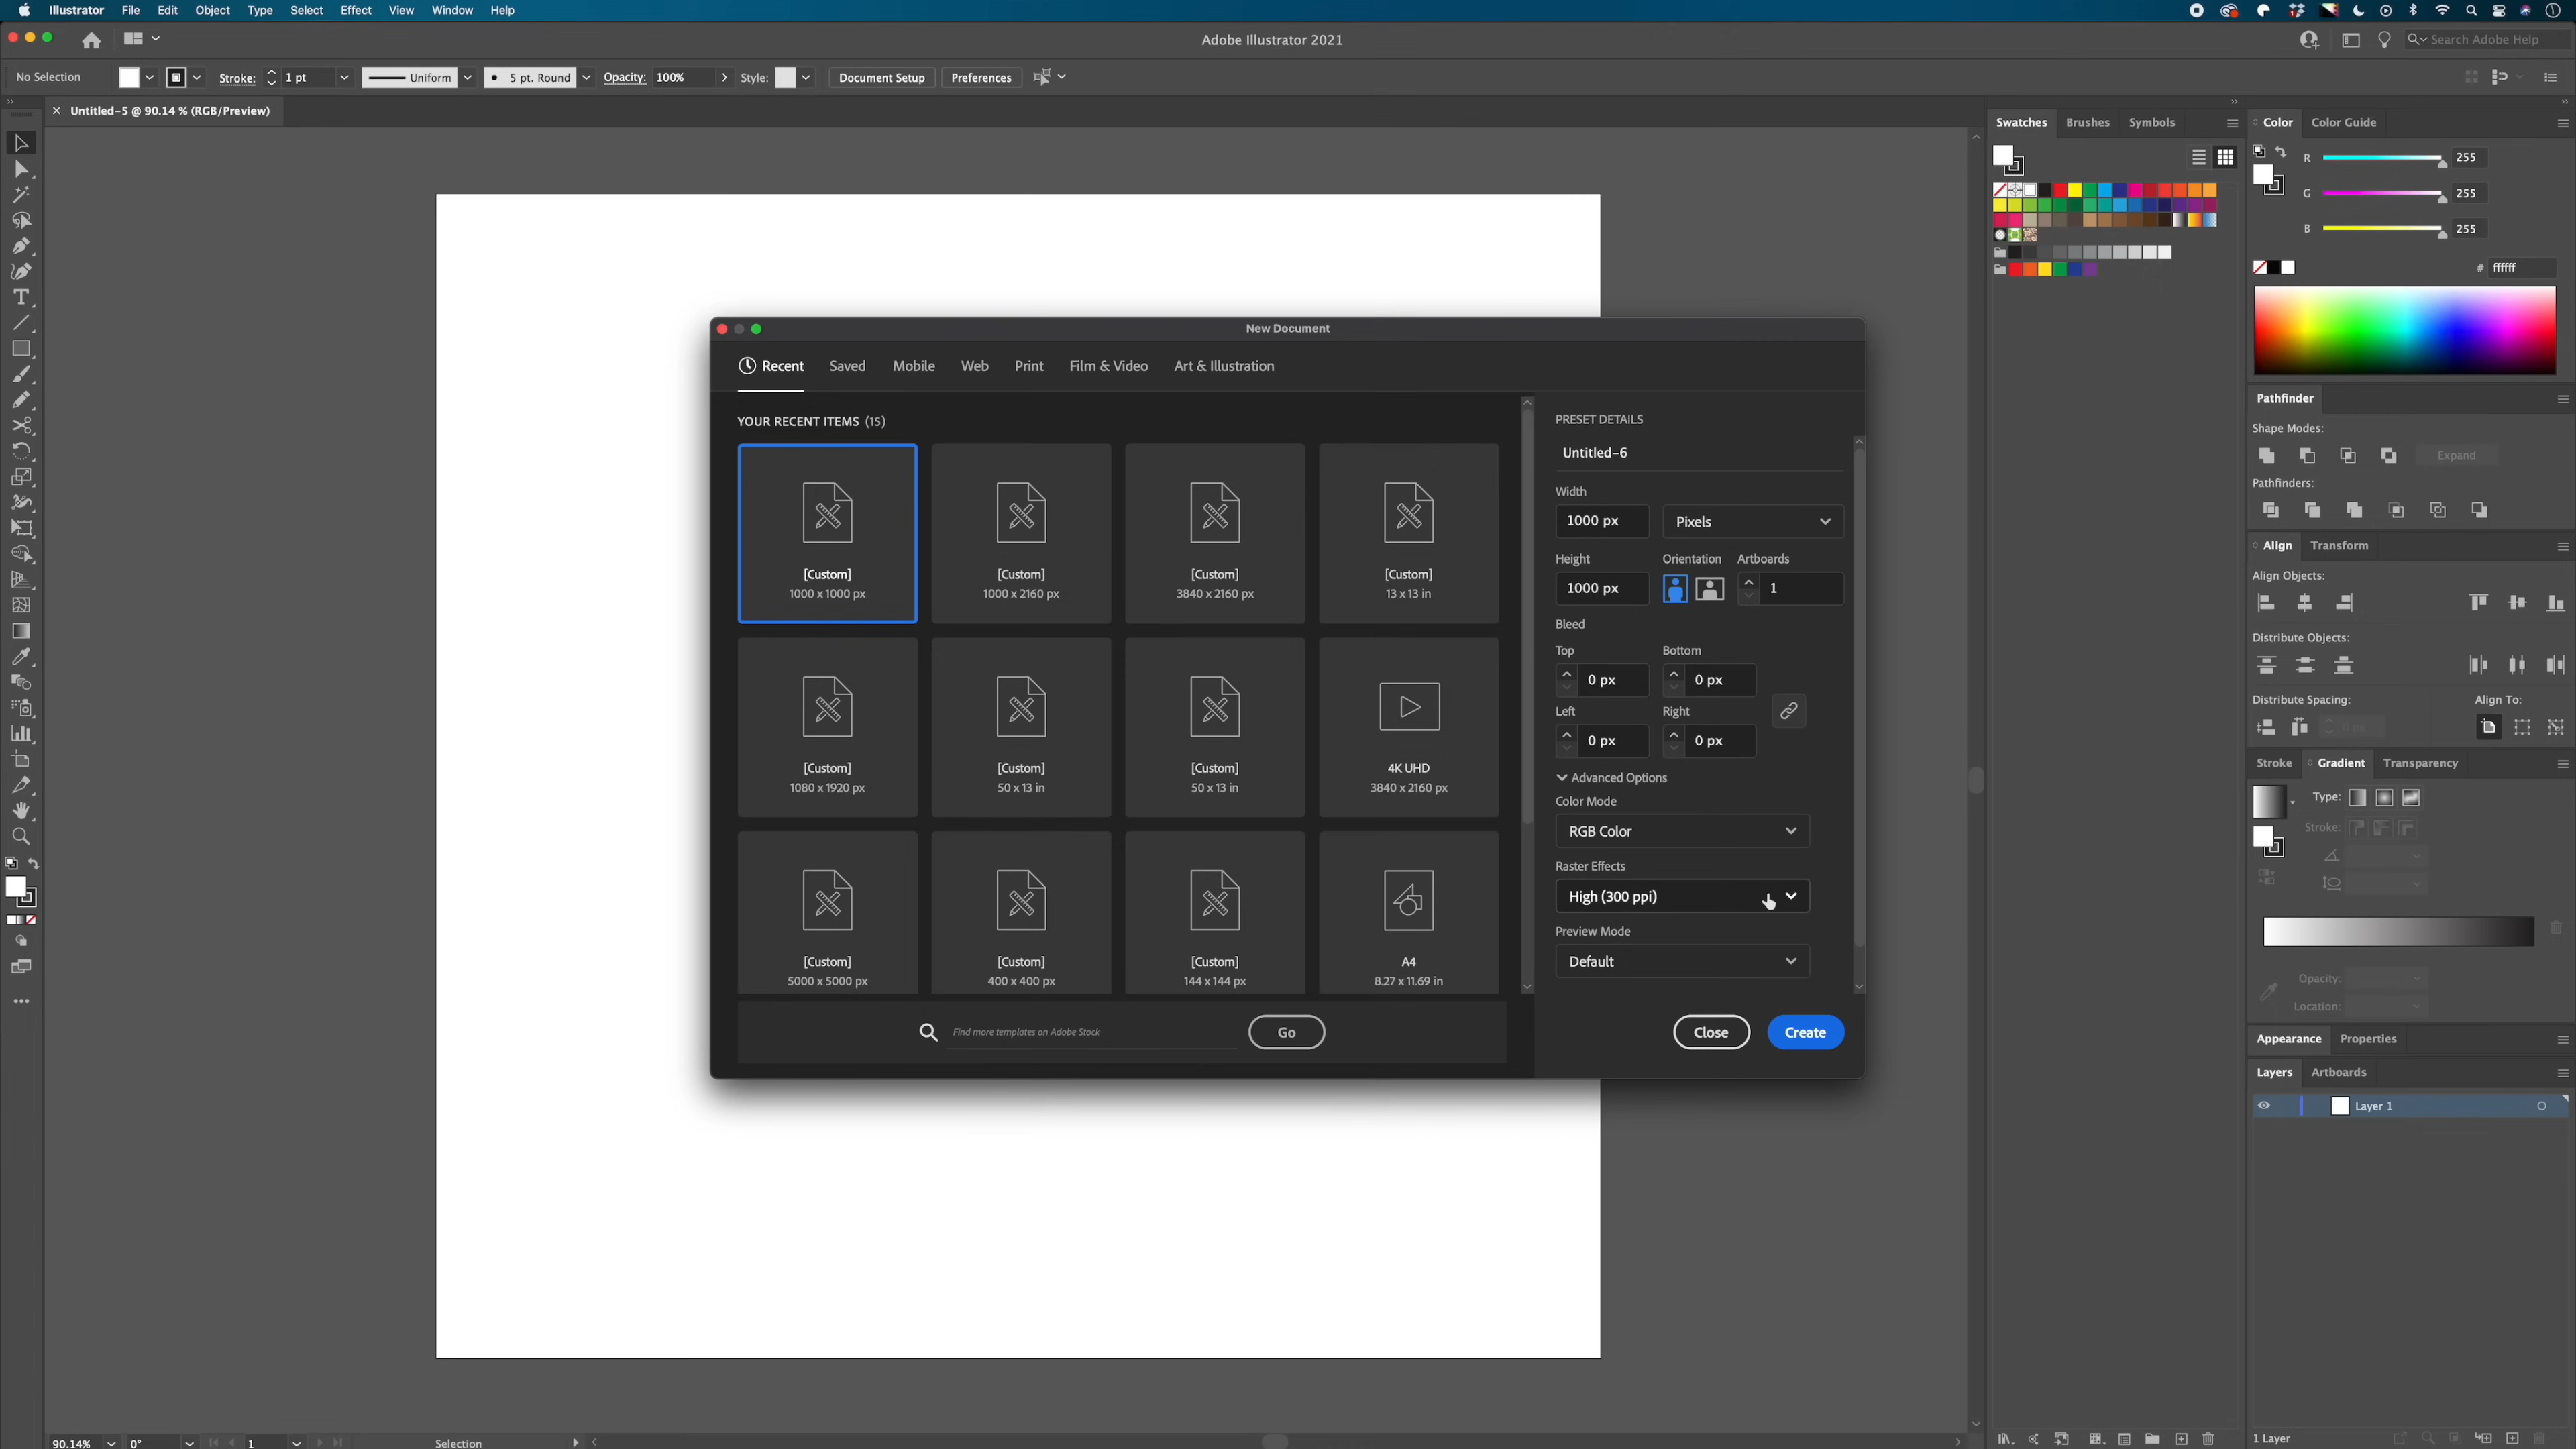 Illustrator File Edit Object Type Select Effect View Window Help
Adobe Illustrator 2021
Search Adobe Help
No Selection Stroke: 1 pt Uniform 5 pt. Round Opacity: 100% Style: Document Setup Preferences
Untitled-5 @ 90.14 % (RGB/Preview)
Swatches Brushes Symbols
Color Color Guide
R 255
G 255
B 255
# ffffff
New Document
Recent Saved Mobile Web Print Film & Video Art & Illustration
YOUR RECENT ITEMS (15)
[Custom] [Custom] [Custom] [Custom]
1000 x 1000 px 1000 x 2160 px 3840 x 2160 px 13 x 13 in
[Custom] [Custom] [Custom] 4K UHD
1080 x 1920 px 50 x 13 in 50 x 13 in 3840 x 2160 px
[Custom] [Custom] [Custom] A4
5000 x 5000 px 400 x 400 px 144 x 144 px 8.27 x 11.69 in
Find more templates on Adobe Stock Go
PRESET DETAILS
Untitled-6
Width
1000 px Pixels
Height Orientation Artboards
1000 px 1
Bleed
Top Bottom
0 px 0 px
Left Right
0 px 0 px
Advanced Options
Color Mode
RGB Color
Raster Effects
High (300 ppi)
Preview Mode
Default
Close Create
Pathfinder
Shape Modes:
Expand
Pathfinders:
Align Transform
Align Objects:
Distribute Objects:
Distribute Spacing: Align To:
0 px
Stroke Gradient Transparency
Type:
Stroke:
Opacity:
Location:
Appearance Properties
Layers Artboards
Layer 1
90.14% 0° 1 Selection
1 Layer